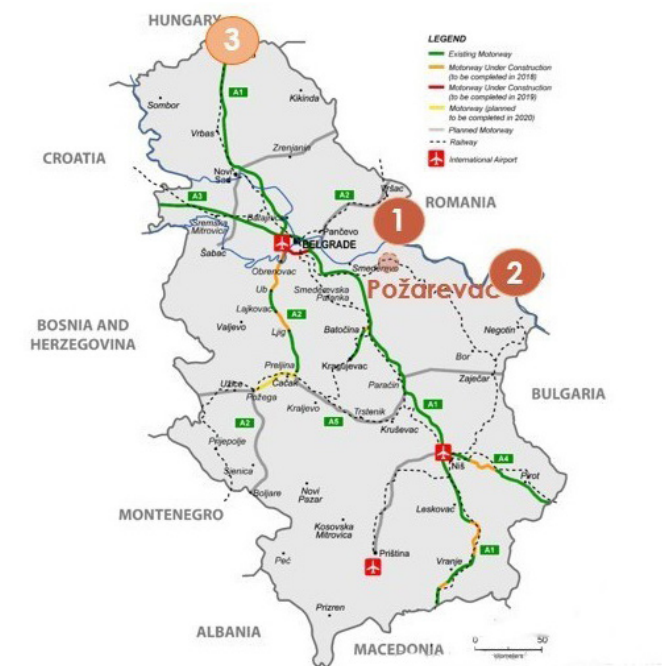 HUNGARY
3
LEGEND
Existing Motorway
Motorway Under Construction
(to be completed in 2018)
Motorway Under Construction
(to be completed in 2019)
Motorway (planned
to be completed in 2020)
Planned Motorway
Railway
International Airport
A1
Sombor
Kikinda
Vrbas
CROATIA
Zrenjanin
Novi
Sad
Vršac
A3
A2
ROMANIA
1
Sremska
Mitrovica
Batajnica
Pančevo
BELGRADE
Šabac
Obrenovac
Smederevo
2
Požarevac
Ub
Smederevska
Palanka
Lajkovac
A2
BOSNIA AND
HERZEGOVINA
Valjevo
Ljig
Batočina
Negotin
Bor
Preljina
Kragujevac
Zaječar
Užice
Čačak
Paraćin
BULGARIA
Požega
Kraljevo
Trstenik
A1
A2
A5
Kruševac
Prijepolje
Niš
A4
Sjenica
Pirot
Boljare
Novi
Pazar
Leskovac
MONTENEGRO
Kosovska
Mitrovica
Priština
A1
Peć
Vranje
Prizren
ALBANIA
MACEDONIA
0
50